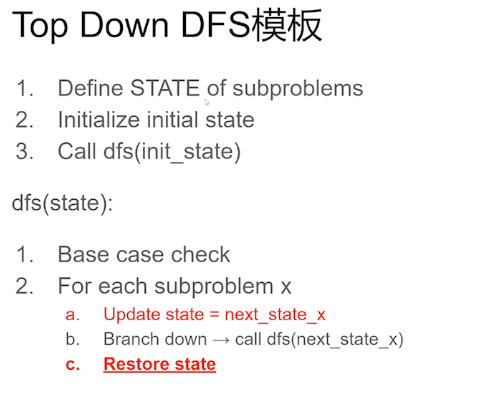 Top Down DFS模板
1. Define STATE of subproblems
2. Initialize initial state
3. Call dfs(init_state)
dfs(state):
1. Base case check
2. For each subproblem x
a. Update state = next_state_x
b. Branch down → call dfs(next_state_x)
c. Restore state